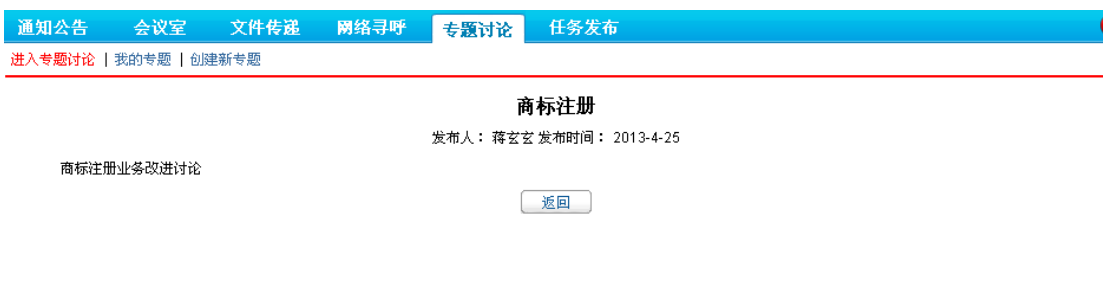 通知公告 会议室 文件传递 网络寻呼 专题讨论 任务发布
进入专题讨论 | 我的专题 | 创建新专题
商标注册
发布人： 蒋玄玄 发布时间： 2013-4-25
商标注册业务改进讨论
返回